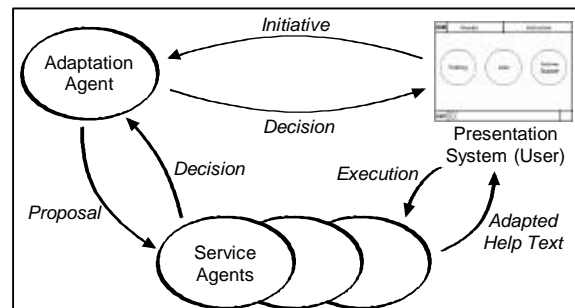 Initiative
Adaptation
Agent
Decision
Presentation
System (User)
Decision
Execution
Proposal
Adapted
Help Text
Service
Agents